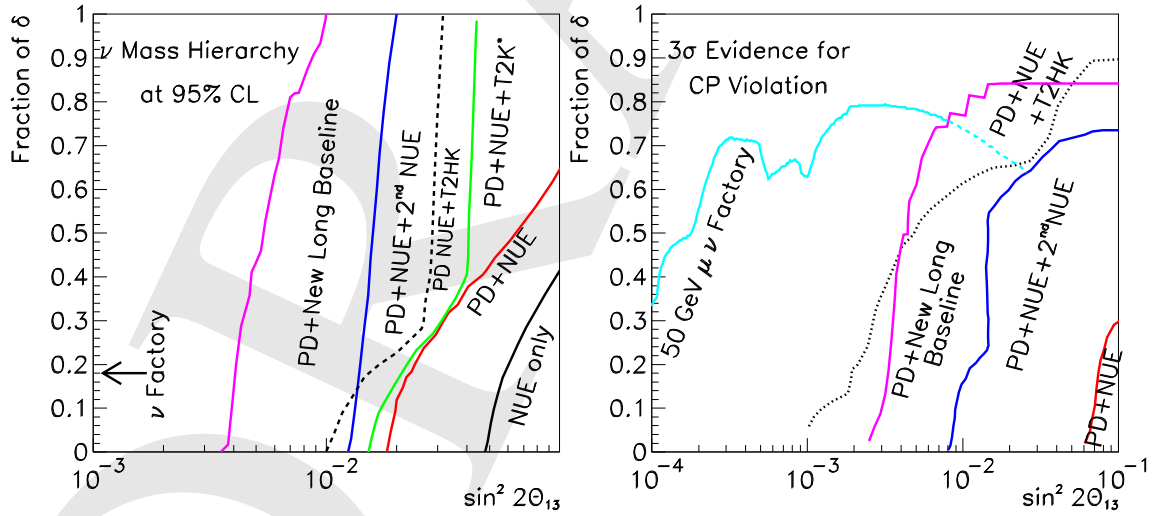 Fraction of δ
1
0.9
0.8
0.7
0.6
0.5
0.4
0.3
0.2
0.1
0
ν Mass Hierarchy
at 95% CL
ν Factory
PD+New Long Baseline
PD+NUE+2nd NUE
PD NUE+T2HK
PD+NUE+T2K*
PD+NUE
NUE only
10-3
10-2
sin2 2Θ13
Fraction of δ
1
0.9
0.8
0.7
0.6
0.5
0.4
0.3
0.2
0.1
0
3σ Evidence for
CP Violation
50 GeV μ ν Factory
PD+New Long
Baseline
PD+NUE
+T2HK
PD+NUE+2ndNUE
PD+NUE
10-4
10-3
10-2
10-1
sin2 2Θ13